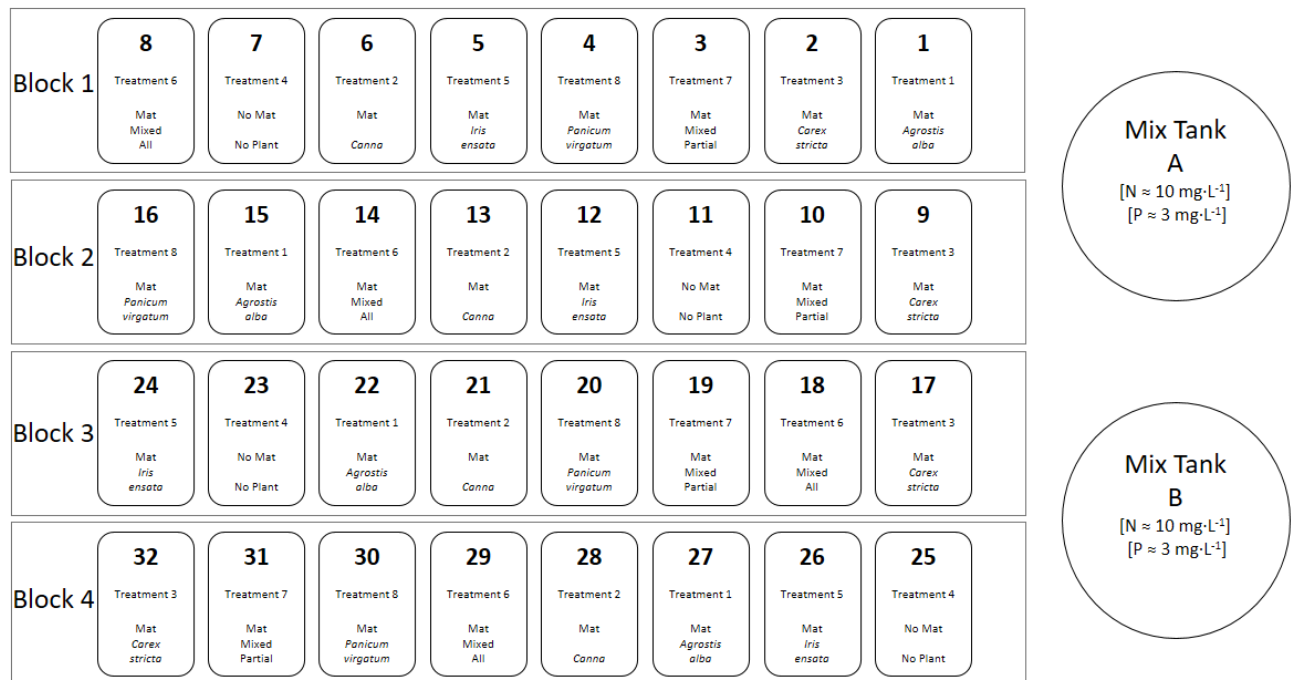 Block 1
8
Treatment 6
Mat
Mixed
All
7
Treatment 4
No Mat
No Plant
6
Treatment 2
Mat
Canna
5
Treatment 5
Mat
Iris
ensata
4
Treatment 8
Mat
Panicum
virgatum
3
Treatment 7
Mat
Mixed
Partial
2
Treatment 3
Mat
Carex
stricta
1
Treatment 1
Mat
Agrostis
alba
Block 2
16
Treatment 8
Mat
Panicum
virgatum
15
Treatment 1
Mat
Agrostis
alba
14
Treatment 6
Mat
Mixed
All
13
Treatment 2
Mat
Canna
12
Treatment 5
Mat
Iris
ensata
11
Treatment 4
No Mat
No Plant
10
Treatment 7
Mat
Mixed
Partial
9
Treatment 3
Mat
Carex
stricta
Block 3
24
Treatment 5
Mat
Iris
ensata
23
Treatment 4
No Mat
No Plant
22
Treatment 1
Mat
Agrostis
alba
21
Treatment 2
Mat
Canna
20
Treatment 8
Mat
Panicum
virgatum
19
Treatment 7
Mat
Mixed
Partial
18
Treatment 6
Mat
Mixed
All
17
Treatment 3
Mat
Carex
stricta
Block 4
32
Treatment 3
Mat
Carex
stricta
31
Treatment 7
Mat
Mixed
Partial
30
Treatment 8
Mat
Panicum
virgatum
29
Treatment 6
Mat
Mixed
All
28
Treatment 2
Mat
Canna
27
Treatment 1
Mat
Agrostis
alba
26
Treatment 5
Mat
Iris
ensata
25
Treatment 4
No Mat
No Plant
Mix Tank
A
[N ≈ 10 mg·L⁻¹]
[P ≈ 3 mg·L⁻¹]
Mix Tank
B
[N ≈ 10 mg·L⁻¹]
[P ≈ 3 mg·L⁻¹]